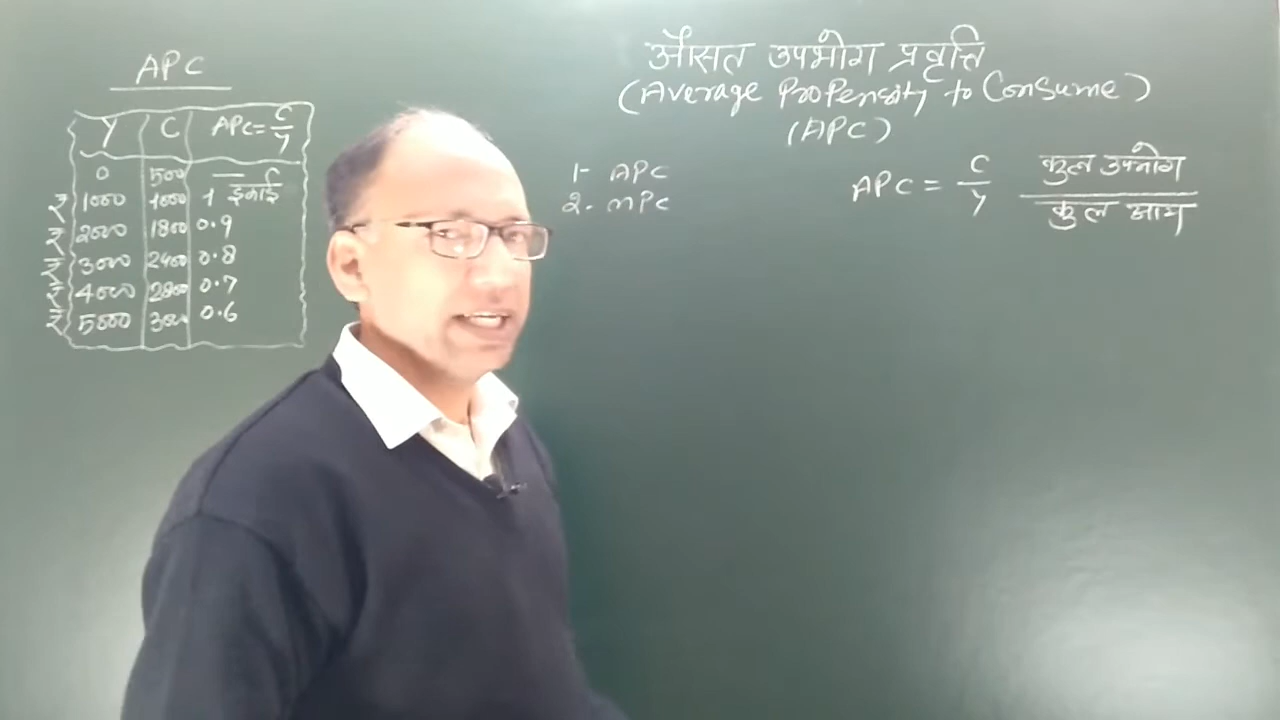 APC
Y C APC = C/Y
0 500 —
₹ 1000 1000 1 इकाई
₹ 2000 1800 0.9
₹ 3000 2400 0.8
₹ 4000 2800 0.7
₹ 5000 3000 0.6
औसत उपभोग प्रवृत्ति
(Average Propensity to Consume)
(APC)
1- APC
2- MPC
APC = C/Y कुल उपभोग/कुल आय